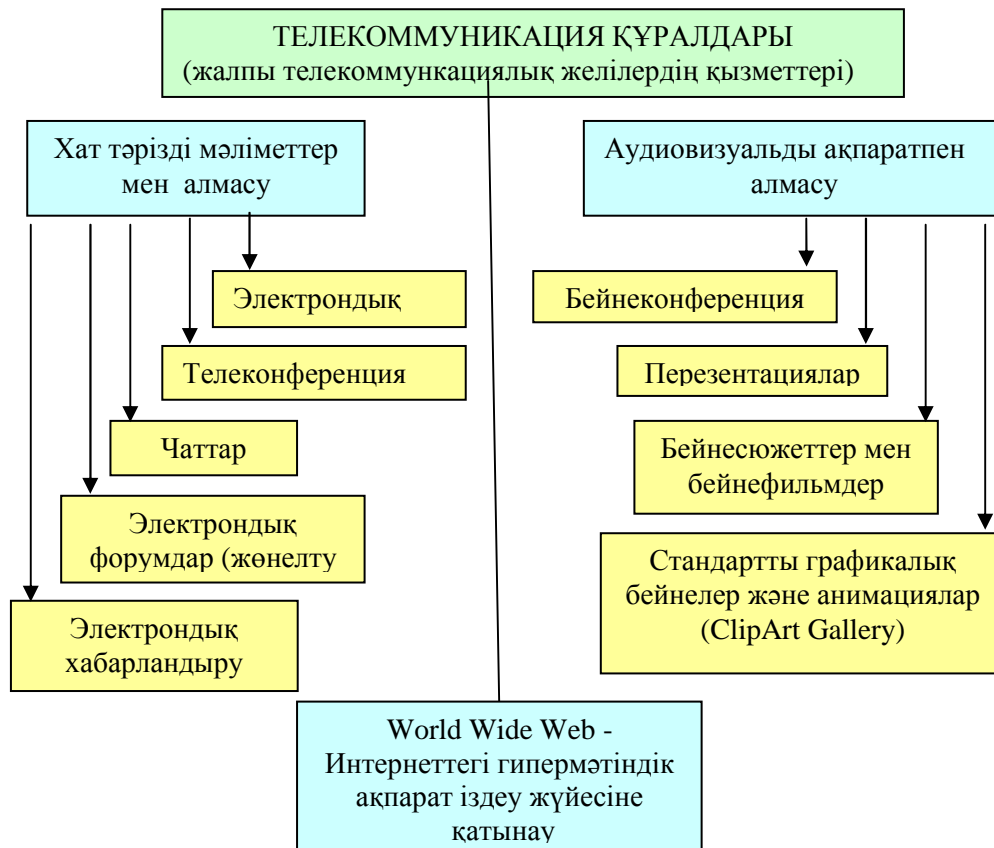 ТЕЛЕКОММУНИКАЦИЯ ҚҰРАЛДАРЫ
(жалпы телекоммункациялық желілердің қызметтері)
Хат тәрізді мәліметтер
мен алмасу
Аудиовизуальды ақпаратпен
алмасу
Электрондық
Телеконференция
Чаттар
Электрондық
форумдар (жөнелту
Электрондық
хабарландыру
Бейнеконференция
Перезентациялар
Бейнесюжеттер мен
бейнефильмдер
Стандартты графикалық
бейнелер және анимациялар
(ClipArt Gallery)
World Wide Web -
Интернеттегі гипермәтіндік
ақпарат іздеу жүйесіне
қатынау